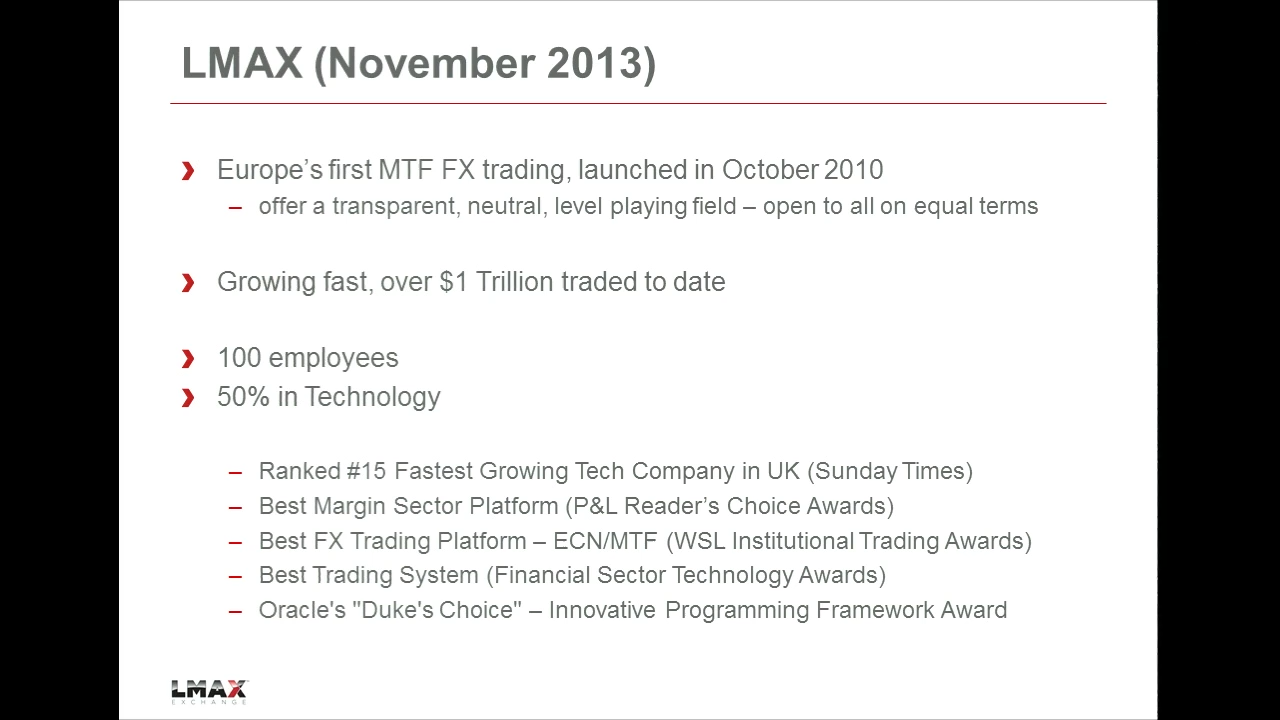 LMAX (November 2013)
Europe’s first MTF FX trading, launched in October 2010
– offer a transparent, neutral, level playing field – open to all on equal terms
Growing fast, over $1 Trillion traded to date
100 employees
50% in Technology
– Ranked #15 Fastest Growing Tech Company in UK (Sunday Times)
– Best Margin Sector Platform (P&L Reader’s Choice Awards)
– Best FX Trading Platform – ECN/MTF (WSL Institutional Trading Awards)
– Best Trading System (Financial Sector Technology Awards)
– Oracle's "Duke's Choice" – Innovative Programming Framework Award
LMAX
EXCHANGE